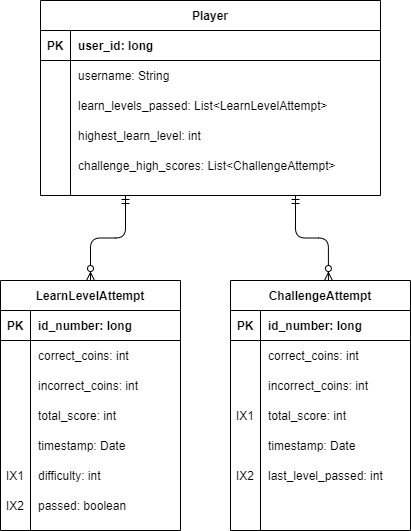 Player
PK user_id: long
username: String
learn_levels_passed: List<LearnLevelAttempt>
highest_learn_level: int
challenge_high_scores: List<ChallengeAttempt>
LearnLevelAttempt
PK id_number: long
correct_coins: int
incorrect_coins: int
total_score: int
timestamp: Date
IX1 difficulty: int
IX2 passed: boolean
ChallengeAttempt
PK id_number: long
correct_coins: int
incorrect_coins: int
IX1 total_score: int
timestamp: Date
IX2 last_level_passed: int